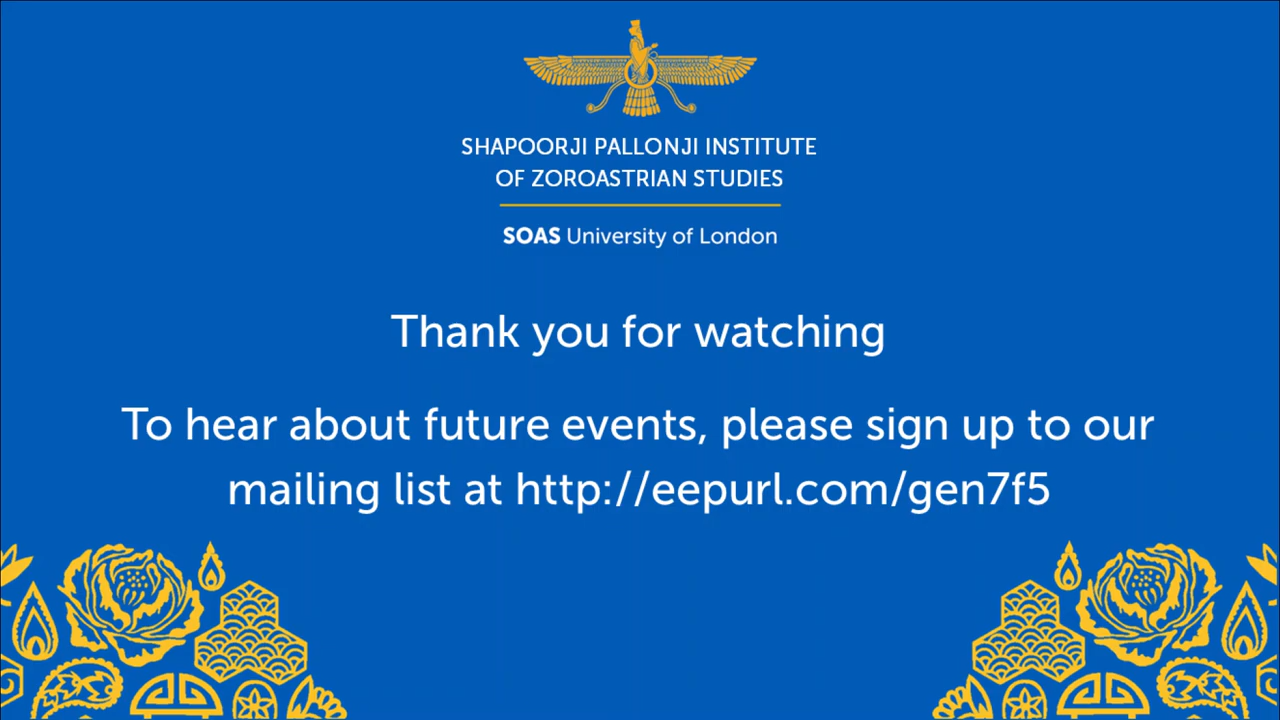 SHAPOORJI PALLONJI INSTITUTE
OF ZOROASTRIAN STUDIES
SOAS University of London
Thank you for watching
To hear about future events, please sign up to our
mailing list at http://eepurl.com/gen7f5